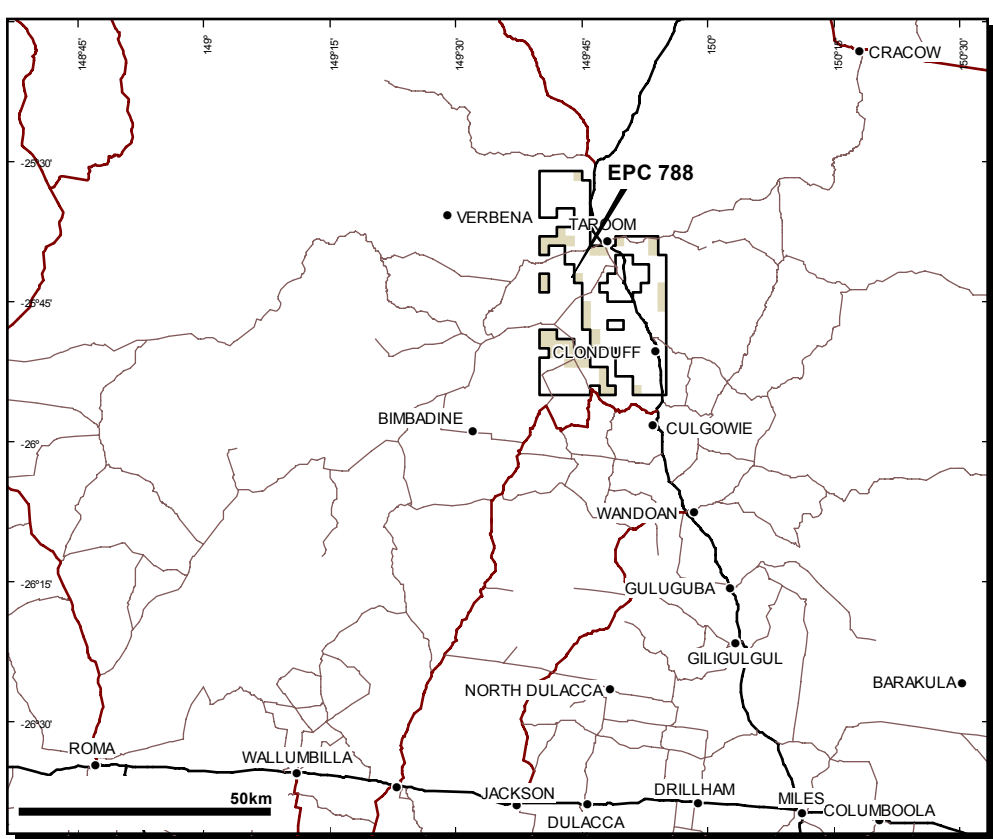 148°45'
149°
149°15'
149°30'
149°45'
150°
150°15'
150°30'
CRACOW
-25°30'
EPC 788
VERBENA
TAROOM
-25°45'
CLONDUFF
BIMBADINE
CULGOWIE
-26°
WANDOAN
-26°15'
GULUGUBA
GILIGULGUL
NORTH DULACCA
BARAKULA
-26°30'
ROMA
WALLUMBILLA
50km
JACKSON
DRILLHAM
MILES
COLUMBOOLA
DULACCA